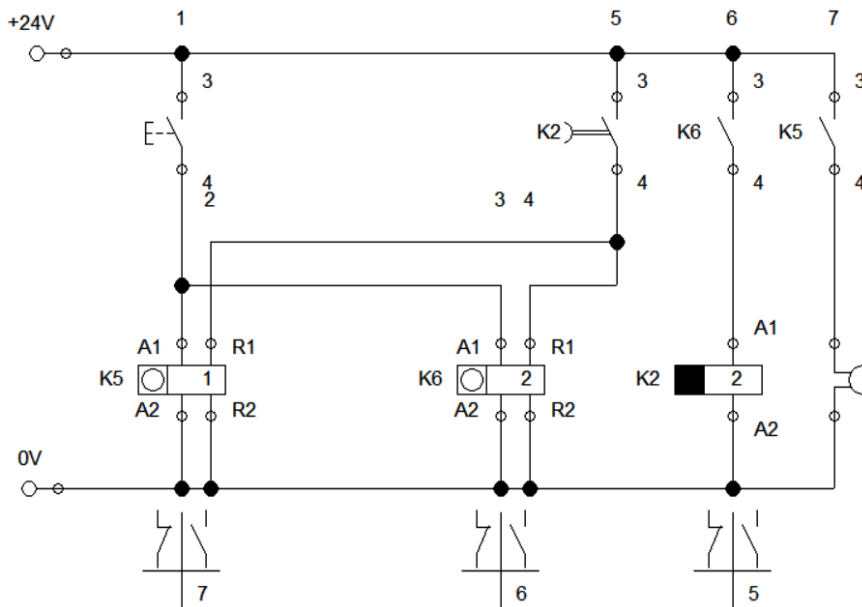 1 5 6 7
+24V
3 3 3 3
K2 K6 K5
4 4 4 4
2 3 4
A1 R1 A1 R1 A1
K5 1 K6 2 K2 2
A2 R2 A2 R2 A2
0V
7 6 5